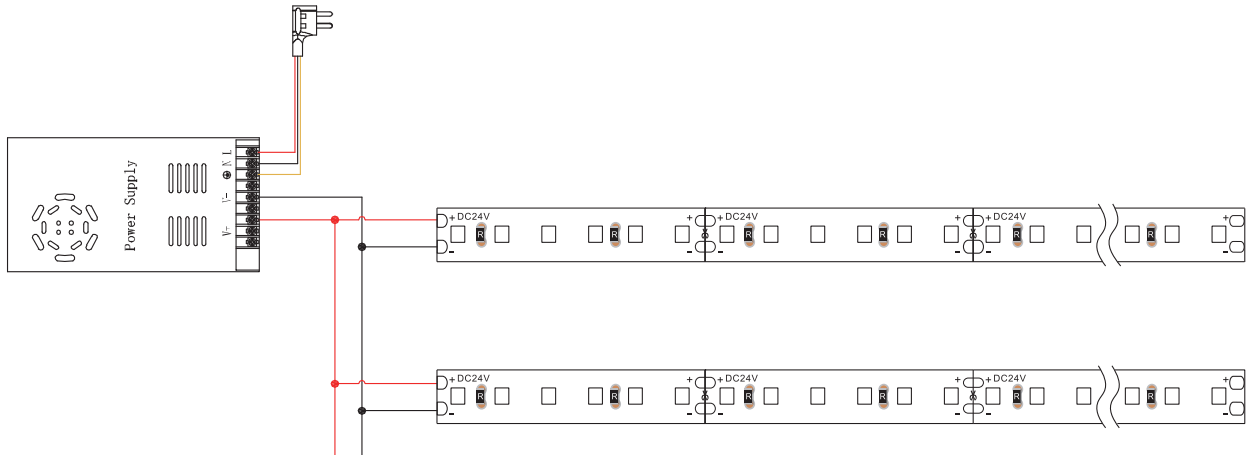 Power Supply
L
N
V-
V+
+ DC24V + + DC24V + + DC24V +
R R R R R R
- - - - - -
+ DC24V + + DC24V + + DC24V +
R R R R R R
- - - - - -